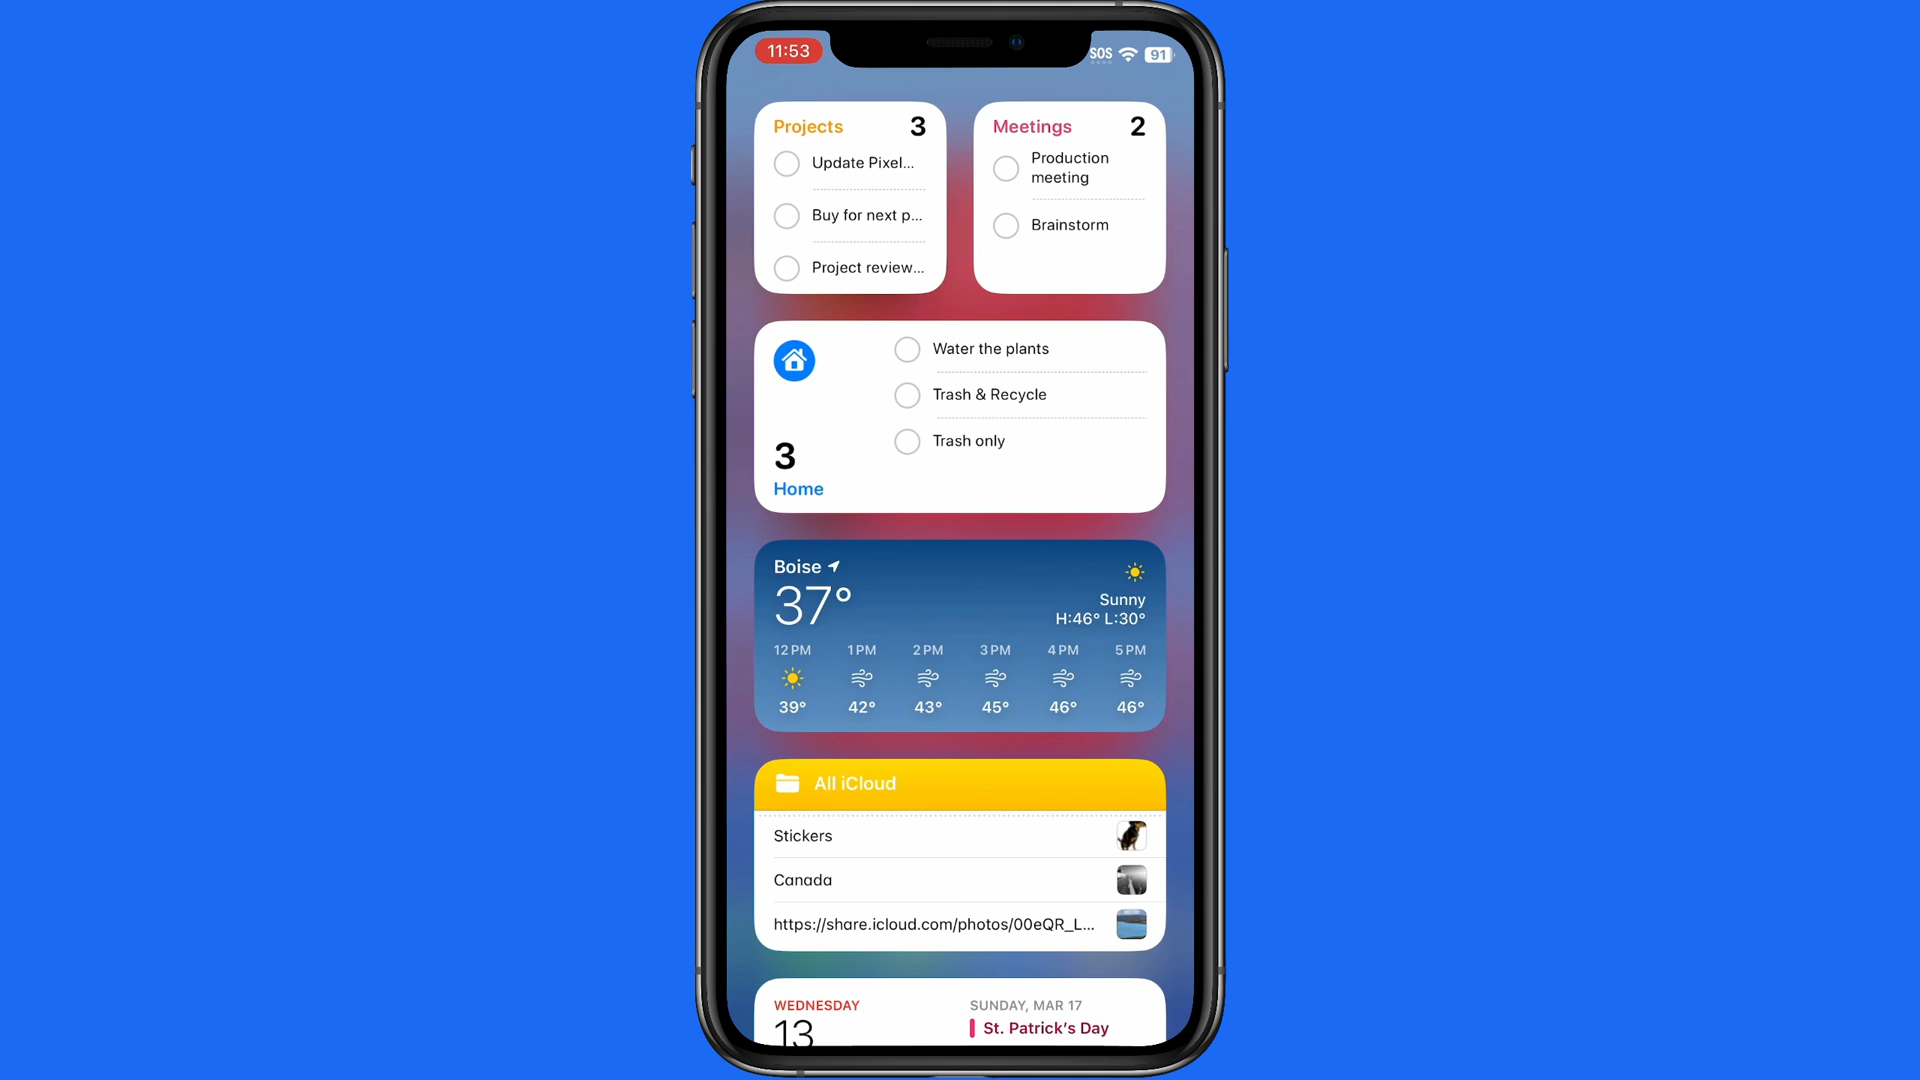 11:53
SOS
91
Projects 3
Update Pixel...
Buy for next p...
Project review...
Meetings 2
Production
meeting
Brainstorm
Water the plants
Trash & Recycle
Trash only
3
Home
Boise
37°
Sunny
H:46° L:30°
12 PM 1 PM 2 PM 3 PM 4 PM 5 PM
39° 42° 43° 45° 46° 46°
All iCloud
Stickers
Canada
https://share.icloud.com/photos/00eQR_L...
WEDNESDAY
13
SUNDAY, MAR 17
St. Patrick's Day